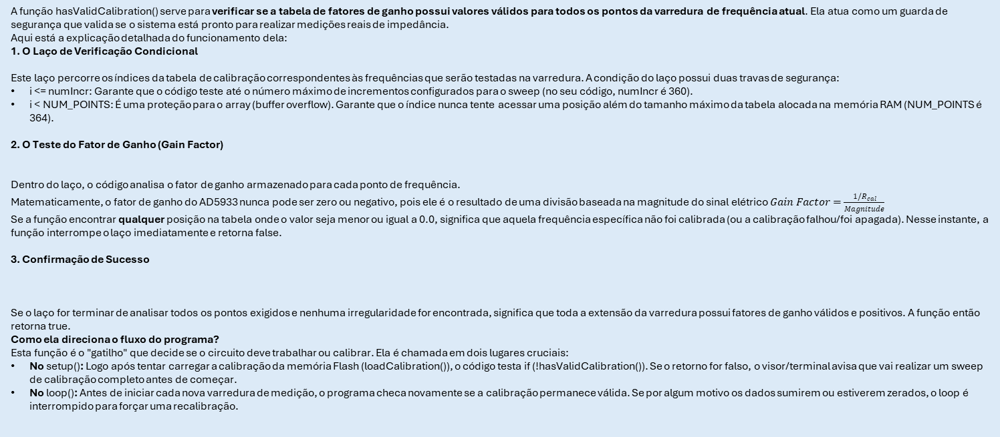 A função hasValidCalibration() serve para verificar se a tabela de fatores de ganho possui valores válidos para todos os pontos da varredura de frequência atual. Ela atua como um guarda de
segurança que valida se o sistema está pronto para realizar medições reais de impedância.
Aqui está a explicação detalhada do funcionamento dela:
1. O Laço de Verificação Condicional
Este laço percorre os índices da tabela de calibração correspondentes às frequências que serão testadas na varredura. A condição do laço possui duas travas de segurança:
• i <= numIncr: Garante que o código teste até o número máximo de incrementos configurados para o sweep (no seu código, numIncr é 360).
• i < NUM_POINTS: É uma proteção para o array (buffer overflow). Garante que o índice nunca tente acessar uma posição além do tamanho máximo da tabela alocada na memória RAM (NUM_POINTS é
364).
2. O Teste do Fator de Ganho (Gain Factor)
Dentro do laço, o código analisa o fator de ganho armazenado para cada ponto de frequência.
Matematicamente, o fator de ganho do AD5933 nunca pode ser zero ou negativo, pois ele é o resultado de uma divisão baseada na magnitude do sinal elétrico Gain Factor = 1/Rcal / Magnitude
Se a função encontrar qualquer posição na tabela onde o valor seja menor ou igual a 0.0, significa que aquela frequência específica não foi calibrada (ou a calibração falhou/foi apagada). Nesse instante, a
função interrompe o laço imediatamente e retorna false.
3. Confirmação de Sucesso
Se o laço for terminar de analisar todos os pontos exigidos e nenhuma irregularidade for encontrada, significa que toda a extensão da varredura possui fatores de ganho válidos e positivos. A função então
retorna true.
Como ela direciona o fluxo do programa?
Esta função é o "gatilho" que decide se o circuito deve trabalhar ou calibrar. Ela é chamada em dois lugares cruciais:
• No setup(): Logo após tentar carregar a calibração da memória Flash (loadCalibration()), o código testa if (!hasValidCalibration()). Se o retorno for falso, o visor/terminal avisa que vai realizar um sweep
de calibração completo antes de começar.
• No loop(): Antes de iniciar cada nova varredura de medição, o programa checa novamente se a calibração permanece válida. Se por algum motivo os dados sumirem ou estiverem zerados, o loop é
interrompido para forçar uma recalibração.